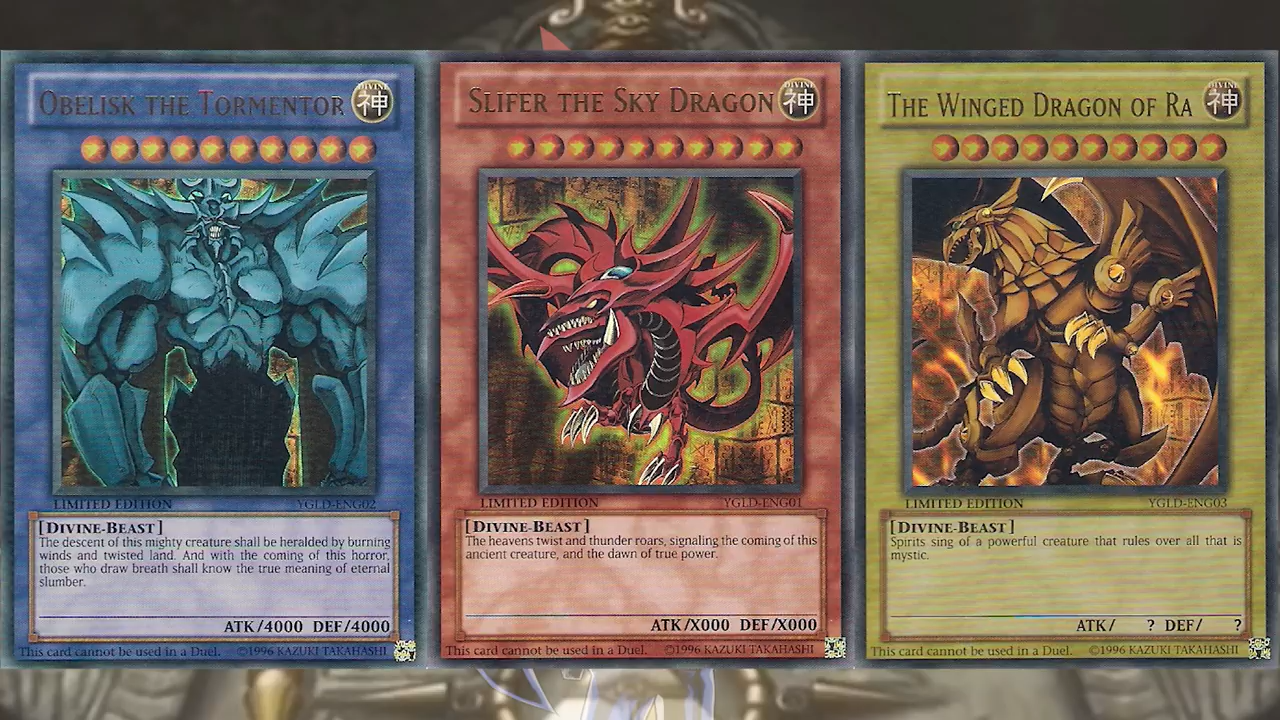 OBELISK THE TORMENTOR
DIVINE
神
LIMITED EDITION
YGLD-ENG02
[DIVINE-BEAST]
The descent of this mighty creature shall be heralded by burning
winds and twisted land. And with the coming of this horror,
those who draw breath shall know the true meaning of eternal
slumber.
ATK/4000 DEF/4000
This card cannot be used in a Duel.
©1996 KAZUKI TAKAHASHI
SLIFER THE SKY DRAGON
DIVINE
神
LIMITED EDITION
YGLD-ENG01
[DIVINE-BEAST]
The heavens twist and thunder roars, signaling the coming of this
ancient creature, and the dawn of true power.
ATK/X000 DEF/X000
This card cannot be used in a Duel.
©1996 KAZUKI TAKAHASHI
THE WINGED DRAGON OF RA
DIVINE
神
LIMITED EDITION
YGLD-ENG03
[DIVINE-BEAST]
Spirits sing of a powerful creature that rules over all that is
mystic.
ATK/ ? DEF/ ?
This card cannot be used in a Duel.
©1996 KAZUKI TAKAHASHI